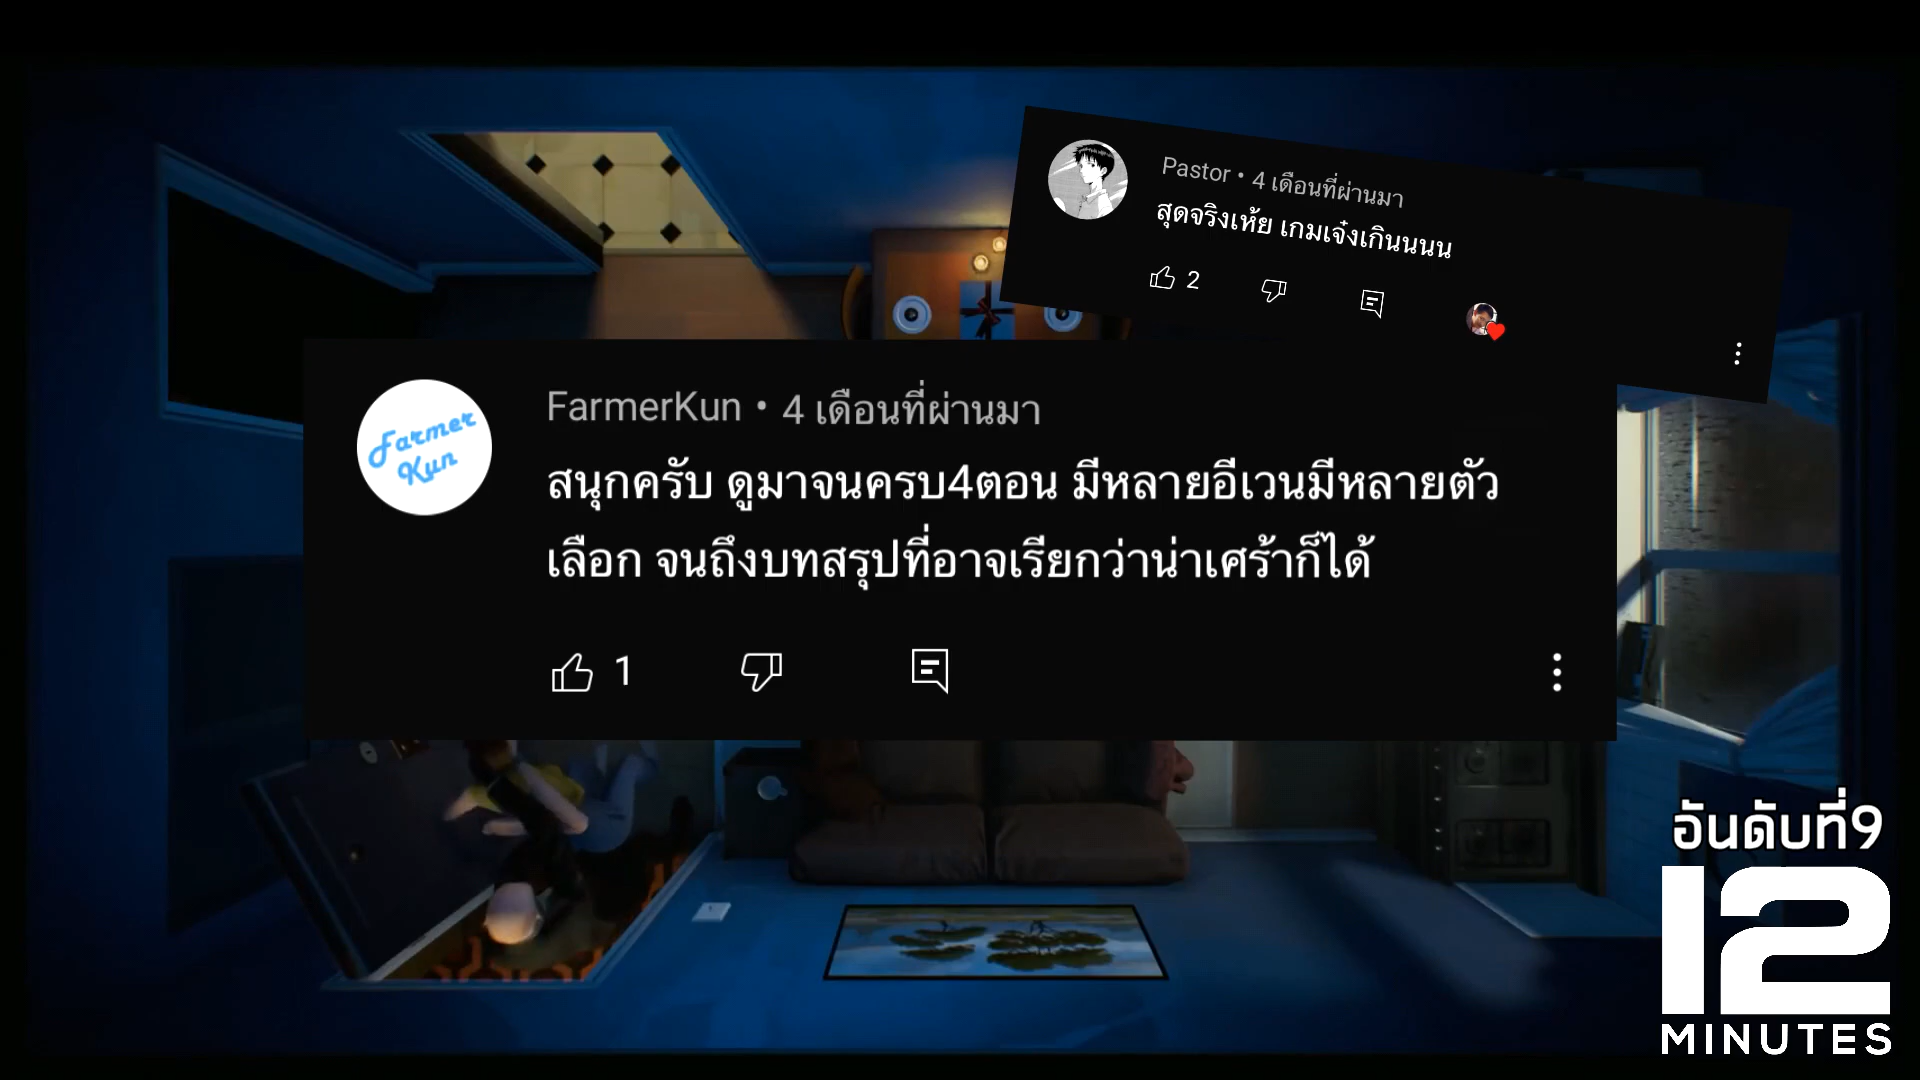 Pastor • 4 เดือนที่ผ่านมา
สุดจริงเห้ย เกมเจ๋งเกินนนน
2
Farmer
Kun
FarmerKun • 4 เดือนที่ผ่านมา
สนุกครับ ดูมาจนครบ4ตอน มีหลายอีเวนมีหลายตัว
เลือก จนถึงบทสรุปที่อาจเรียกว่าน่าเศร้าก็ได้
1
อันดับที่9
12
MINUTES